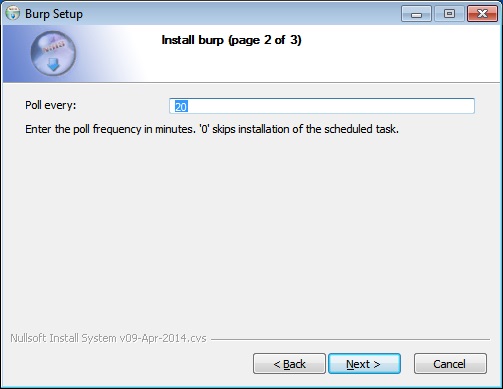 Burp Setup
Install burp (page 2 of 3)
Poll every:
20
Enter the poll frequency in minutes. '0' skips installation of the scheduled task.
Nullsoft Install System v09-Apr-2014.cvs
< Back
Next >
Cancel